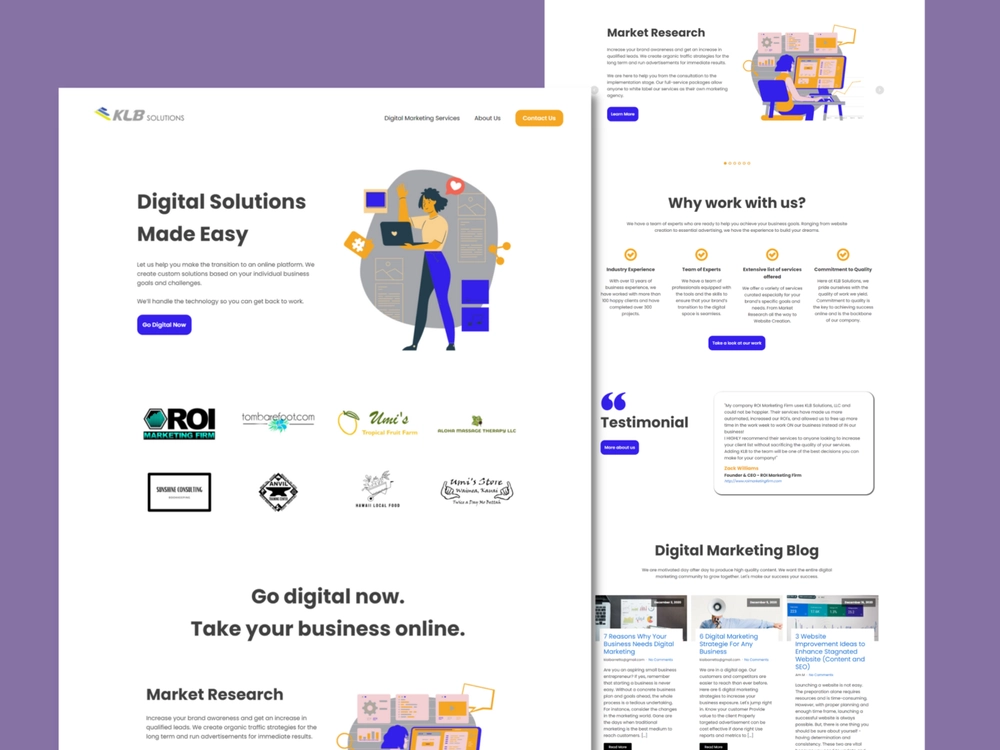 KLB SOLUTIONS
Digital Marketing Services
About Us
Contact Us
Digital Solutions
Made Easy
Let us help you make the transition to an online platform. We
create custom solutions based on your individual business
goals and challenges.
We'll handle the technology so you can get back to work.
Go Digital Now
ROI
MARKETING FIRM
tombarefoot.com
Umi's
Tropical Fruit Farm
ALOHA MASSAGE THERAPY LLC
SUNSHINE CONSULTING
ANVIL
HAWAII LOCAL FOOD
Umi's Store
Waimea, Kauai
Twice a Day Mo Bettah
Go digital now.
Take your business online.
Market Research
Increase your brand awareness and get an increase in
qualified leads. We create organic traffic strategies for the
long term and run advertisements for immediate results.
Market Research
Increase your brand awareness and get an increase in
qualified leads. We create organic traffic strategies for the
long term and run advertisements for immediate results.
We are here to help you from the consultation to the
implementation stage. Our full-service packages allow
anyone to white label our services as their own marketing
agency.
Learn More
Why work with us?
We have a team of experts who are ready to help you achieve your business goals. Ranging from website
creation to essential advertising, we have the experience to build your dreams.
Industry Experience
With over 13 years of
business experience, we
have worked with more than
100 happy clients and have
completed over 300
projects.
Team of Experts
We have a team of
professionals equipped with
the tools and the skills to
ensure that your brand's
transition to the digital
space is seamless.
Extensive list of services
offered
We offer a variety of services
curated especially for your
brand's specific goals and
needs. From Market
Research all the way to
Website Creation.
Commitment to Quality
Here at KLB Solutions, we
pride ourselves with the
quality of work we yield.
Commitment to quality is
the key to achieving success
online and is the backbone
of our company
Take a look at our work
Testimonial
More about us
"My company ROI Marketing Firm uses KLB Solutions, LLC and
could not be happier. Their services have made us more
automated, increased our ROI's, and allowed us to free up more
time in the work week to work ON our business instead of IN our
business!
I HIGHLY recommend their services to anyone looking to increase
your client list without sacrificing the quality of your services.
Adding KLB to the team will be one of the best decisions you can
make for your company!"
Zack Williams
Founder & CEO - ROI Marketing Firm
http://www.roimarketingfirm.com
Digital Marketing Blog
We are motivated day after day to produce high quality content. We want the entire digital
marketing community to grow together. Let's make our success your success.
7 Reasons Why Your
Business Needs Digital
Marketing
No Comments
Are you an aspiring small
business entrepreneur? If yes,
remember that starting a
business is never easy. Without
a concrete business
plan and goals ahead, the whole
process is a tedious undertaking.
For instance, consider the changes
in the marketing world. Gone are
the days when traditional
marketing is the best medium to
reach customers. [...]
Read More
6 Digital Marketing
Strategie For Any
Business
No Comments
We are in a digital age. Our
customers and competitors are
easier to reach than ever before.
Here are 6 digital marketing
strategies to increase your
business exposure. Let's jump right
in. Know your customer Provide
value to the client Properly
targeted advertisement can be
cost effective if done right Use
reports and metrics to [...]
Read More
3 Website
Improvement Ideas to
Enhance Stagnated
Website (Content and
SEO)
No Comments
Launching a website is not easy.
The preparation alone requires
resources and is time-consuming.
However, with proper planning and
enough time frame, launching a
successful website is always
possible. But, there is one thing you
should be sure about yourself -
having determination and
consistency. These two are vital